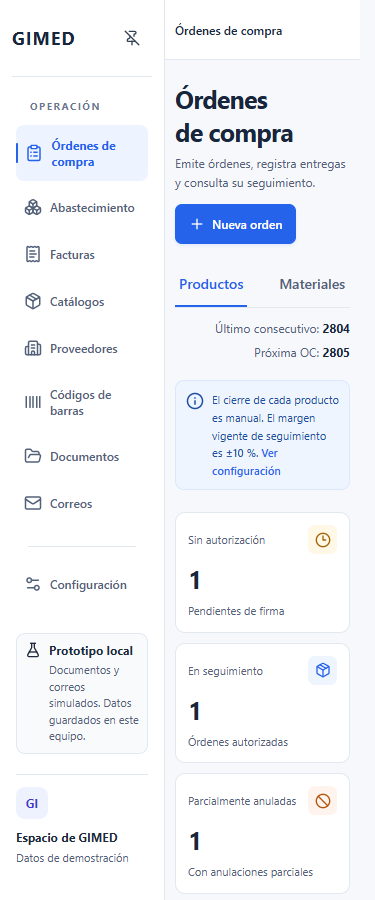 GIMED
OPERACIÓN
Órdenes de
compra
Abastecimiento
Facturas
Catálogos
Proveedores
Códigos de
barras
Documentos
Correos
Configuración
Prototipo local
Documentos y
correos
simulados. Datos
guardados en este
equipo.
GI
Espacio de GIMED
Datos de demostración
Órdenes de compra
Órdenes
de compra
Emite órdenes, registra entregas
y consulta su seguimiento.
Nueva orden
Productos
Materiales
Último consecutivo: 2804
Próxima OC: 2805
El cierre de cada producto
es manual. El margen
vigente de seguimiento
es ±10 %. Ver
configuración
Sin autorización
1
Pendientes de firma
En seguimiento
1
Órdenes autorizadas
Parcialmente anuladas
1
Con anulaciones parciales